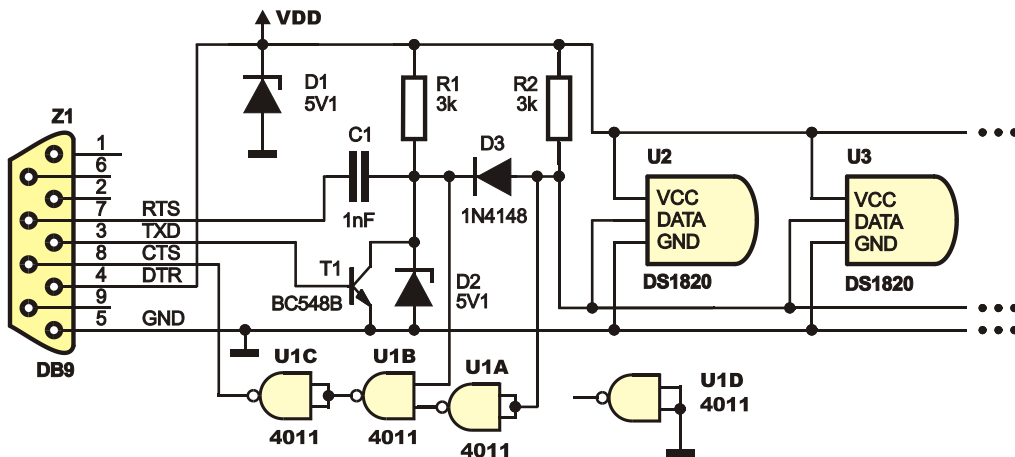 VDD
D1
5V1
R1
3k
R2
3k
Z1
1
6
2
7
3
8
4
9
5
RTS
TXD
CTS
DTR
GND
DB9
C1
1nF
D3
1N4148
T1
BC548B
D2
5V1
U2
VCC
DATA
GND
DS1820
U3
VCC
DATA
GND
DS1820
U1C
4011
U1B
4011
U1A
4011
U1D
4011